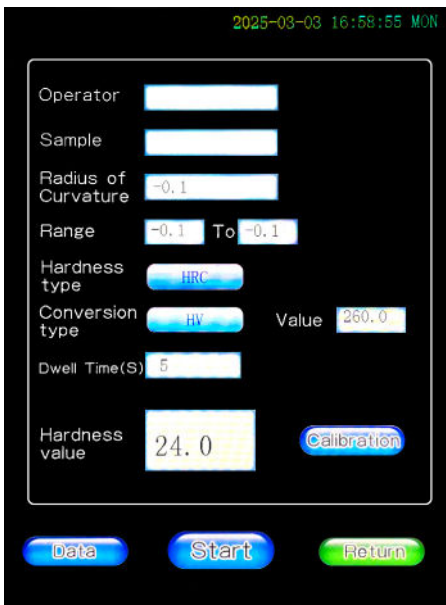 2025-03-03 16:58:55 MON
Operator
Sample
Radius of
Curvature
-0.1
Range -0.1 To -0.1
Hardness
type
HRC
Conversion
type
HV Value 260.0
Dwell Time(S) 5
Hardness
value
24.0 Calibration
Data Start Return